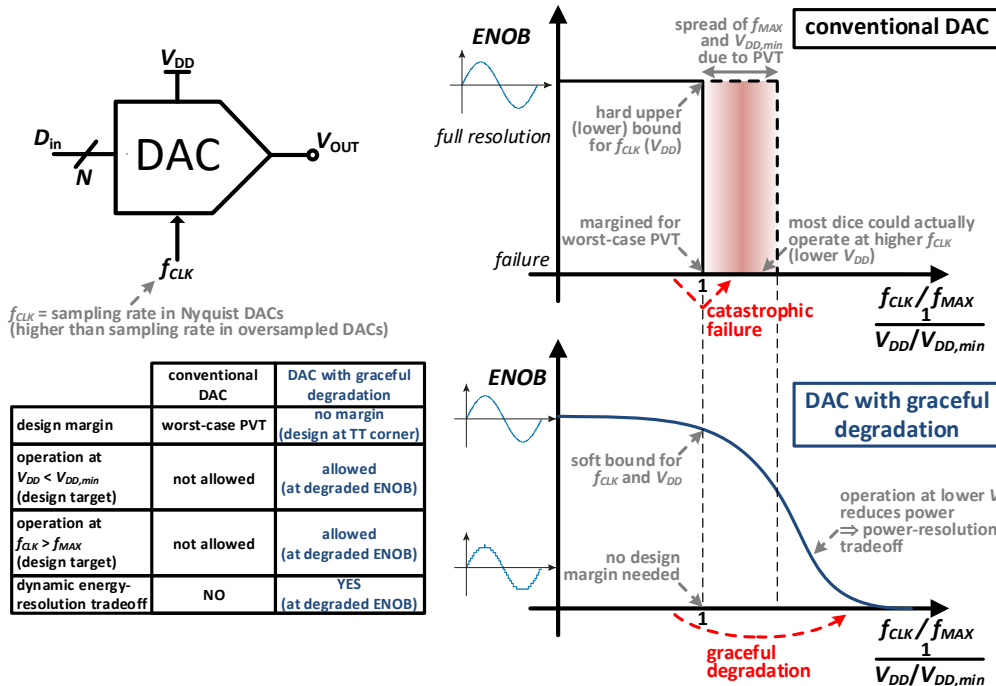 V_DD
D_in
N
DAC
V_OUT
f_CLK
f_CLK = sampling rate in Nyquist DACs
(higher than sampling rate in oversampled DACs)
conventional
DAC
DAC with graceful
degradation
design margin
worst-case PVT
no margin
(design at TT corner)
operation at
V_DD < V_DD,min
(design target)
not allowed
allowed
(at degraded ENOB)
operation at
f_CLK > f_MAX
(design target)
not allowed
allowed
(at degraded ENOB)
dynamic energy-
resolution tradeoff
NO
YES
(at degraded ENOB)
ENOB
spread of f_MAX
and V_DD,min
due to PVT
conventional DAC
full resolution
hard upper
(lower) bound
for f_CLK (V_DD)
margined for
worst-case PVT
most dice could actually
operate at higher f_CLK
(lower V_DD)
failure
1
catastrophic
failure
f_CLK/f_MAX
1
V_DD/V_DD,min
ENOB
DAC with graceful
degradation
soft bound for
f_CLK and V_DD
operation at lower V
reduces power
⇒ power-resolution
tradeoff
no design
margin needed
1
graceful
degradation
f_CLK/f_MAX
1
V_DD/V_DD,min